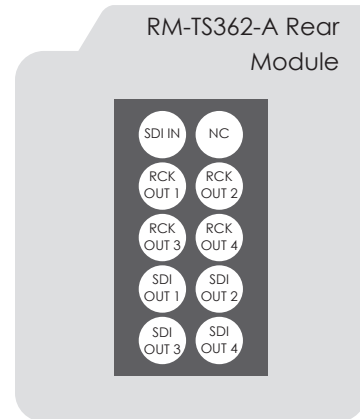 RM-TS362-A Rear
Module
SDI IN
NC
RCK
OUT 1
RCK
OUT 2
RCK
OUT 3
RCK
OUT 4
SDI
OUT 1
SDI
OUT 2
SDI
OUT 3
SDI
OUT 4